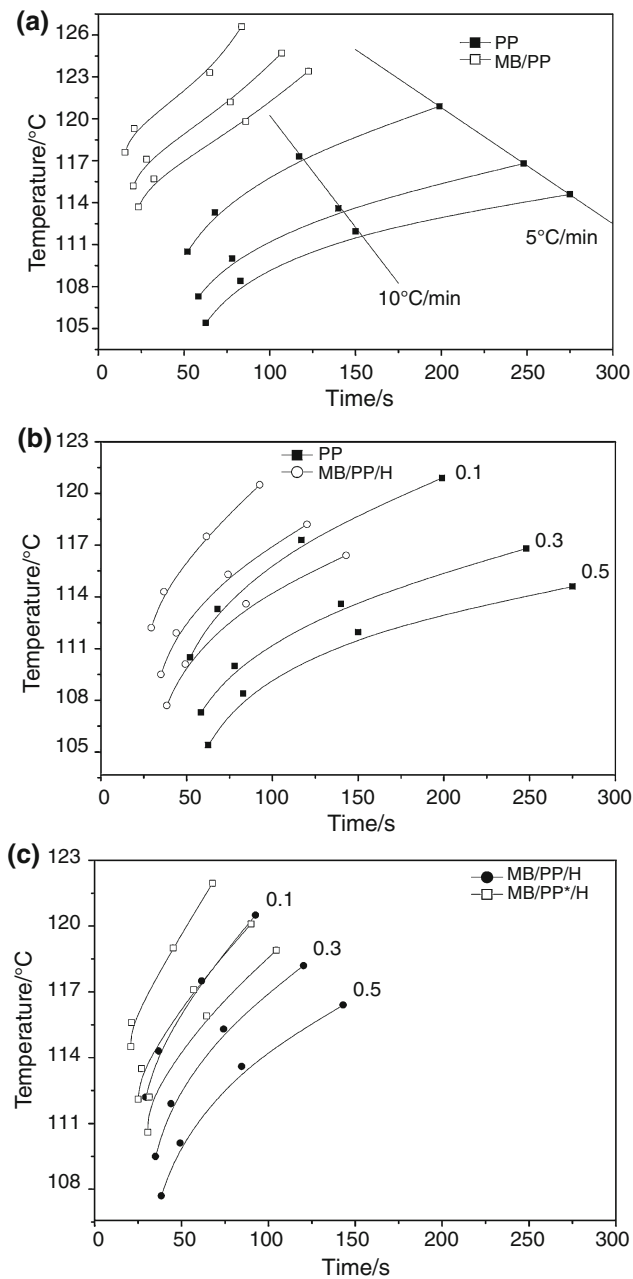 (a)
126
123
120
117
114
111
108
105
Temperature/°C
PP
MB/PP
5°C/min
10°C/min
0 50 100 150 200 250 300
Time/s
(b)
123
120
117
114
111
108
105
Temperature/°C
PP
MB/PP/H
0.1
0.3
0.5
0 50 100 150 200 250 300
Time/s
(c)
123
120
117
114
111
108
Temperature/°C
MB/PP/H
MB/PP*/H
0.1
0.3
0.5
0 50 100 150 200 250 300
Time/s